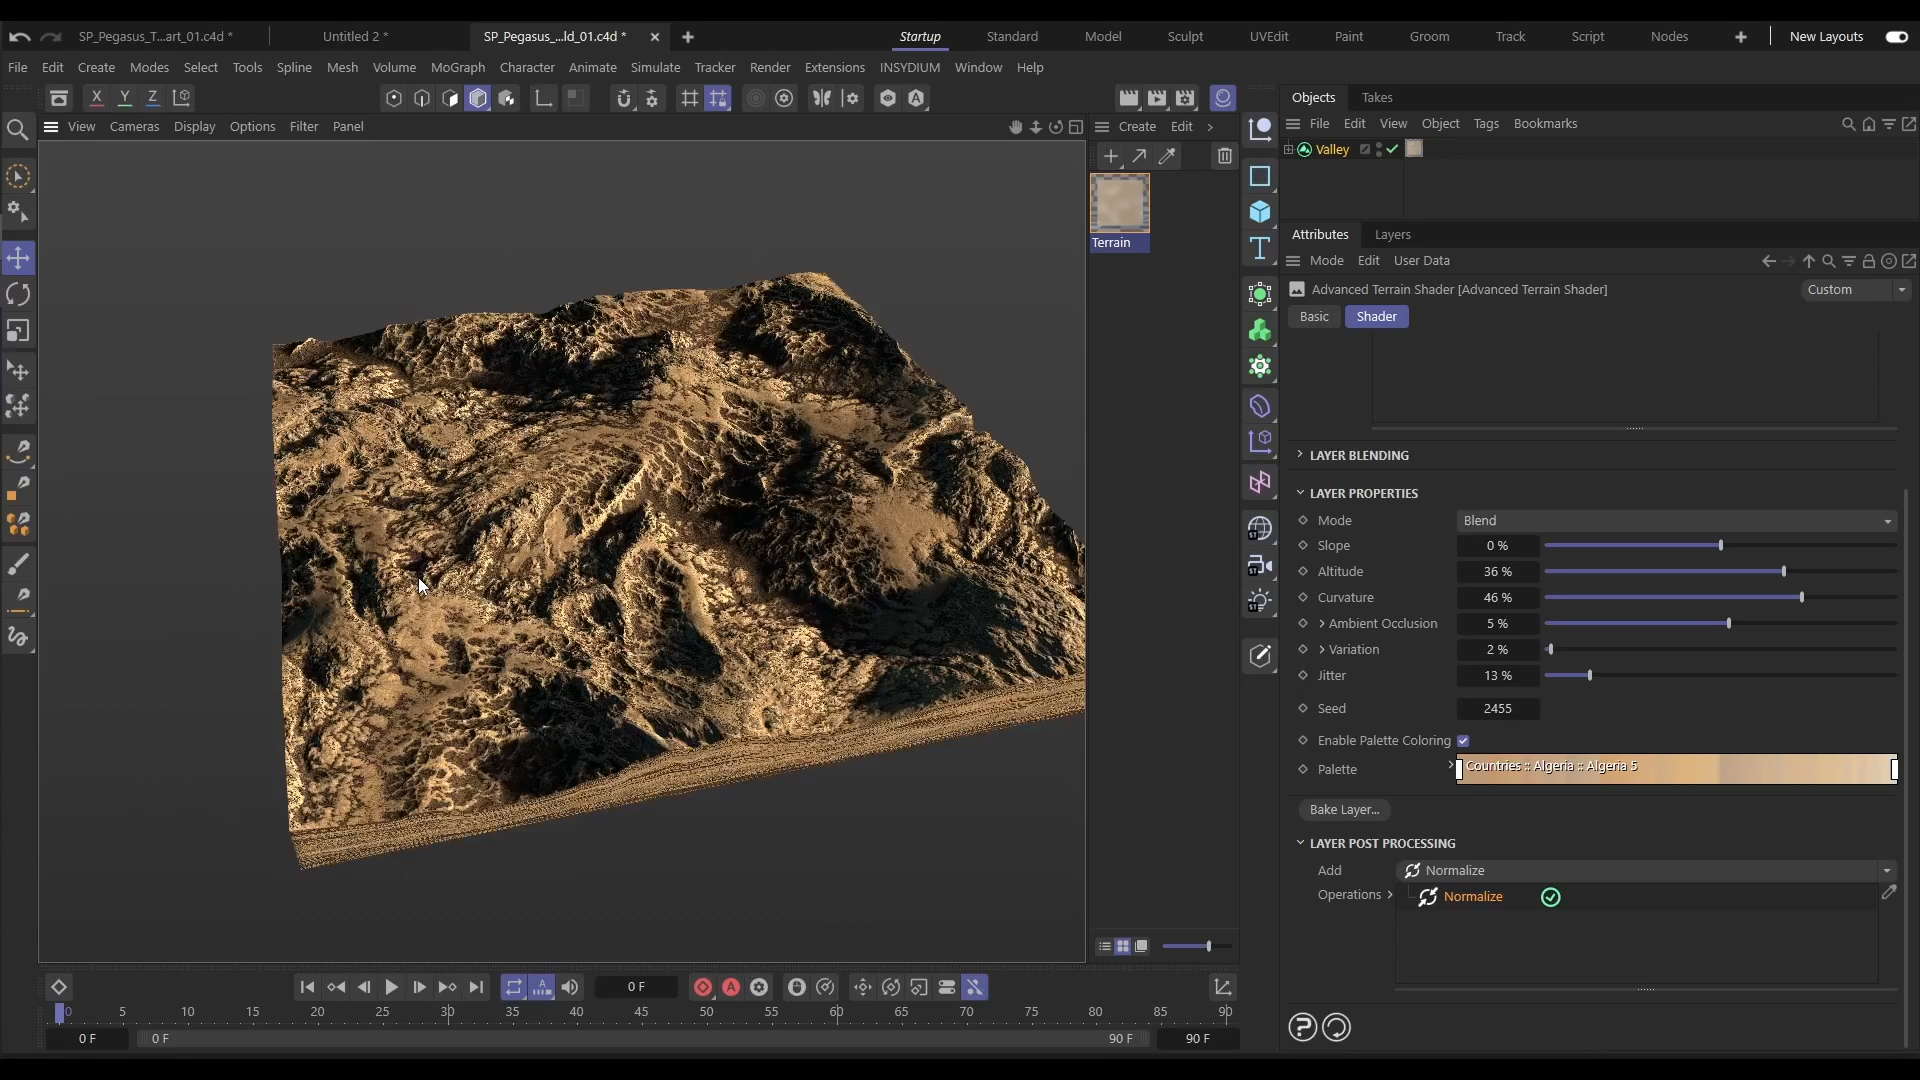 SP_Pegasus_T...art_01.c4d *
Untitled 2 *
SP_Pegasus_...ld_01.c4d *
Startup
Standard
Model
Sculpt
UVEdit
Paint
Groom
Track
Script
Nodes
New Layouts
File Edit Create Modes Select Tools Spline Mesh Volume MoGraph Character Animate Simulate Tracker Render Extensions INSYDIUM Window Help
X Y Z
Objects Takes
View Cameras Display Options Filter Panel
Create Edit
File Edit View Object Tags Bookmarks
Valley
Terrain
Attributes Layers
Mode Edit User Data
Advanced Terrain Shader [Advanced Terrain Shader]
Custom
Basic Shader
LAYER BLENDING
LAYER PROPERTIES
Mode Blend
Slope 0 %
Altitude 36 %
Curvature 46 %
Ambient Occlusion 5 %
Variation 2 %
Jitter 13 %
Seed 2455
Enable Palette Coloring
Palette Countries :: Algeria :: Algeria 5
Bake Layer...
LAYER POST PROCESSING
Add Normalize
Operations Normalize
0 F
0 5 10 15 20 25 30 35 40 45 50 55 60 65 70 75 80 85 90
0 F 0 F 90 F 90 F